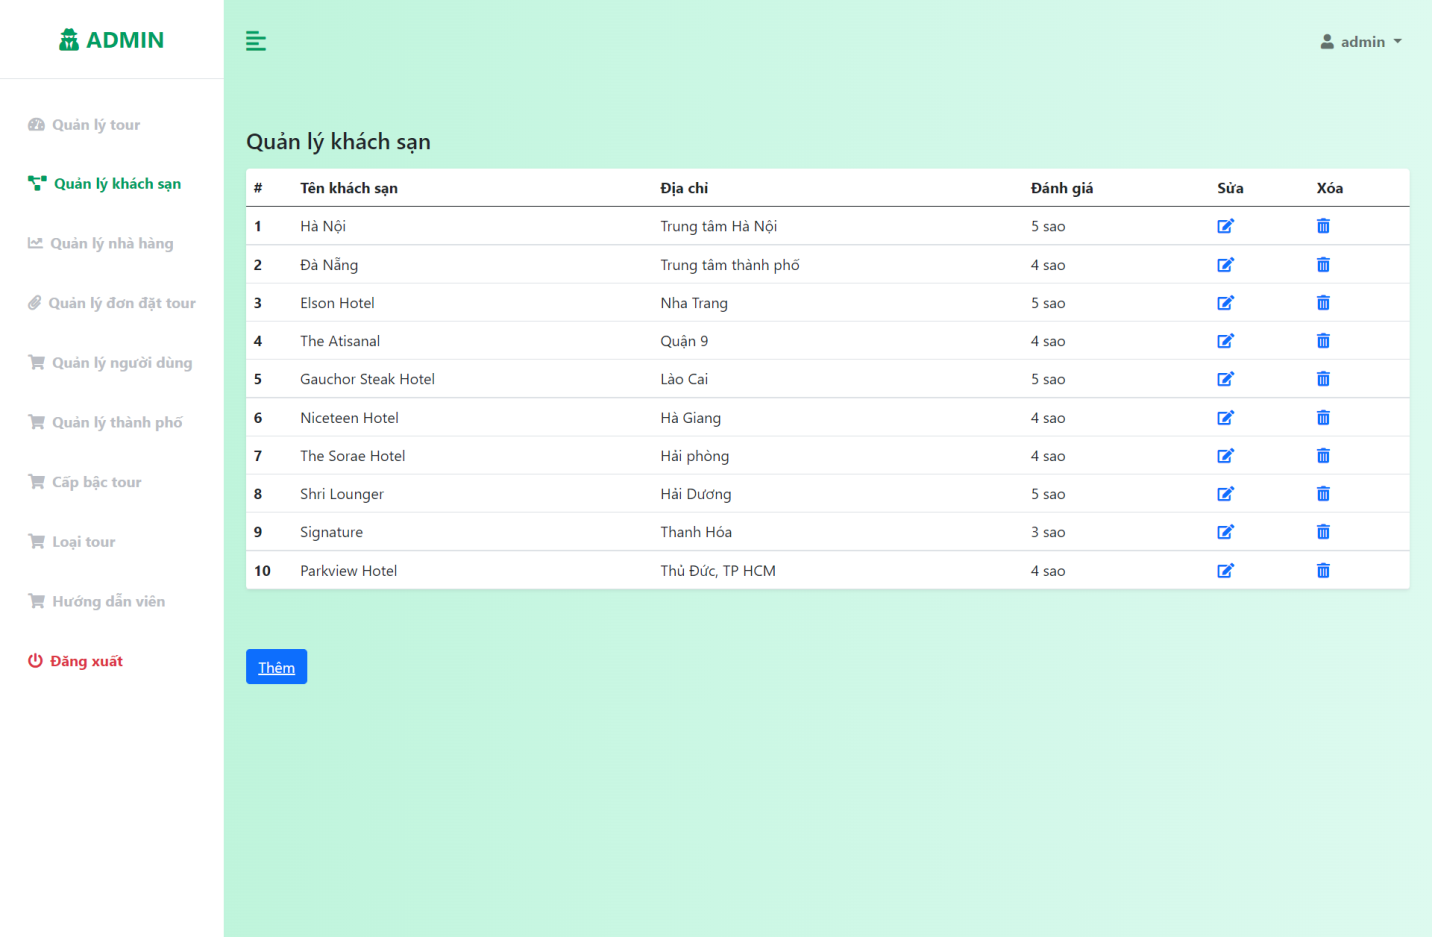 ADMIN
admin
Quản lý tour
Quản lý khách sạn
Quản lý nhà hàng
Quản lý đơn đặt tour
Quản lý người dùng
Quản lý thành phố
Cấp bậc tour
Loại tour
Hướng dẫn viên
Đăng xuất
Quản lý khách sạn
# Tên khách sạn Địa chỉ Đánh giá Sửa Xóa
1 Hà Nội Trung tâm Hà Nội 5 sao
2 Đà Nẵng Trung tâm thành phố 4 sao
3 Elson Hotel Nha Trang 5 sao
4 The Atisanal Quận 9 4 sao
5 Gauchor Steak Hotel Lào Cai 5 sao
6 Niceteen Hotel Hà Giang 4 sao
7 The Sorae Hotel Hải phòng 4 sao
8 Shri Lounger Hải Dương 5 sao
9 Signature Thanh Hóa 3 sao
10 Parkview Hotel Thủ Đức, TP HCM 4 sao
Thêm